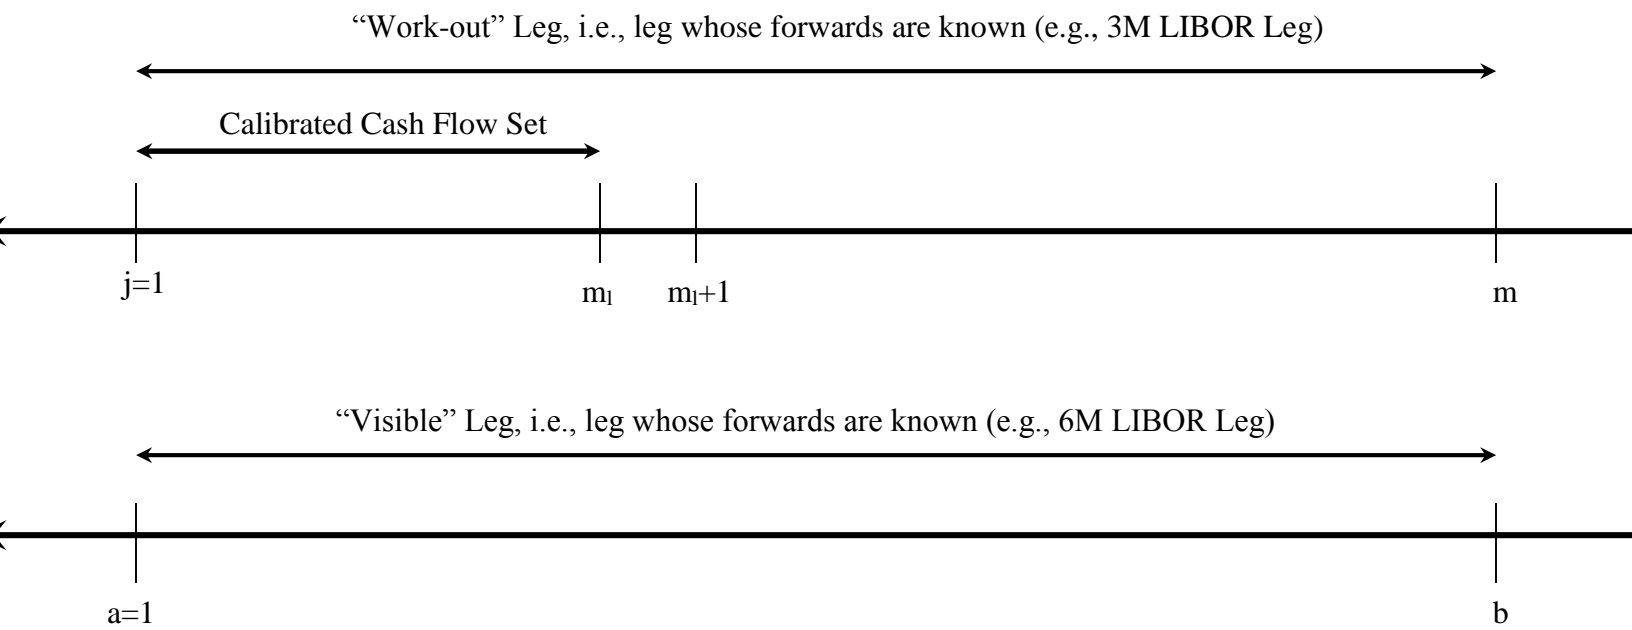 “Work-out” Leg, i.e., leg whose forwards are known (e.g., 3M LIBOR Leg)
Calibrated Cash Flow Set
j=1
mₗ
mₗ+1
m
“Visible” Leg, i.e., leg whose forwards are known (e.g., 6M LIBOR Leg)
a=1
b